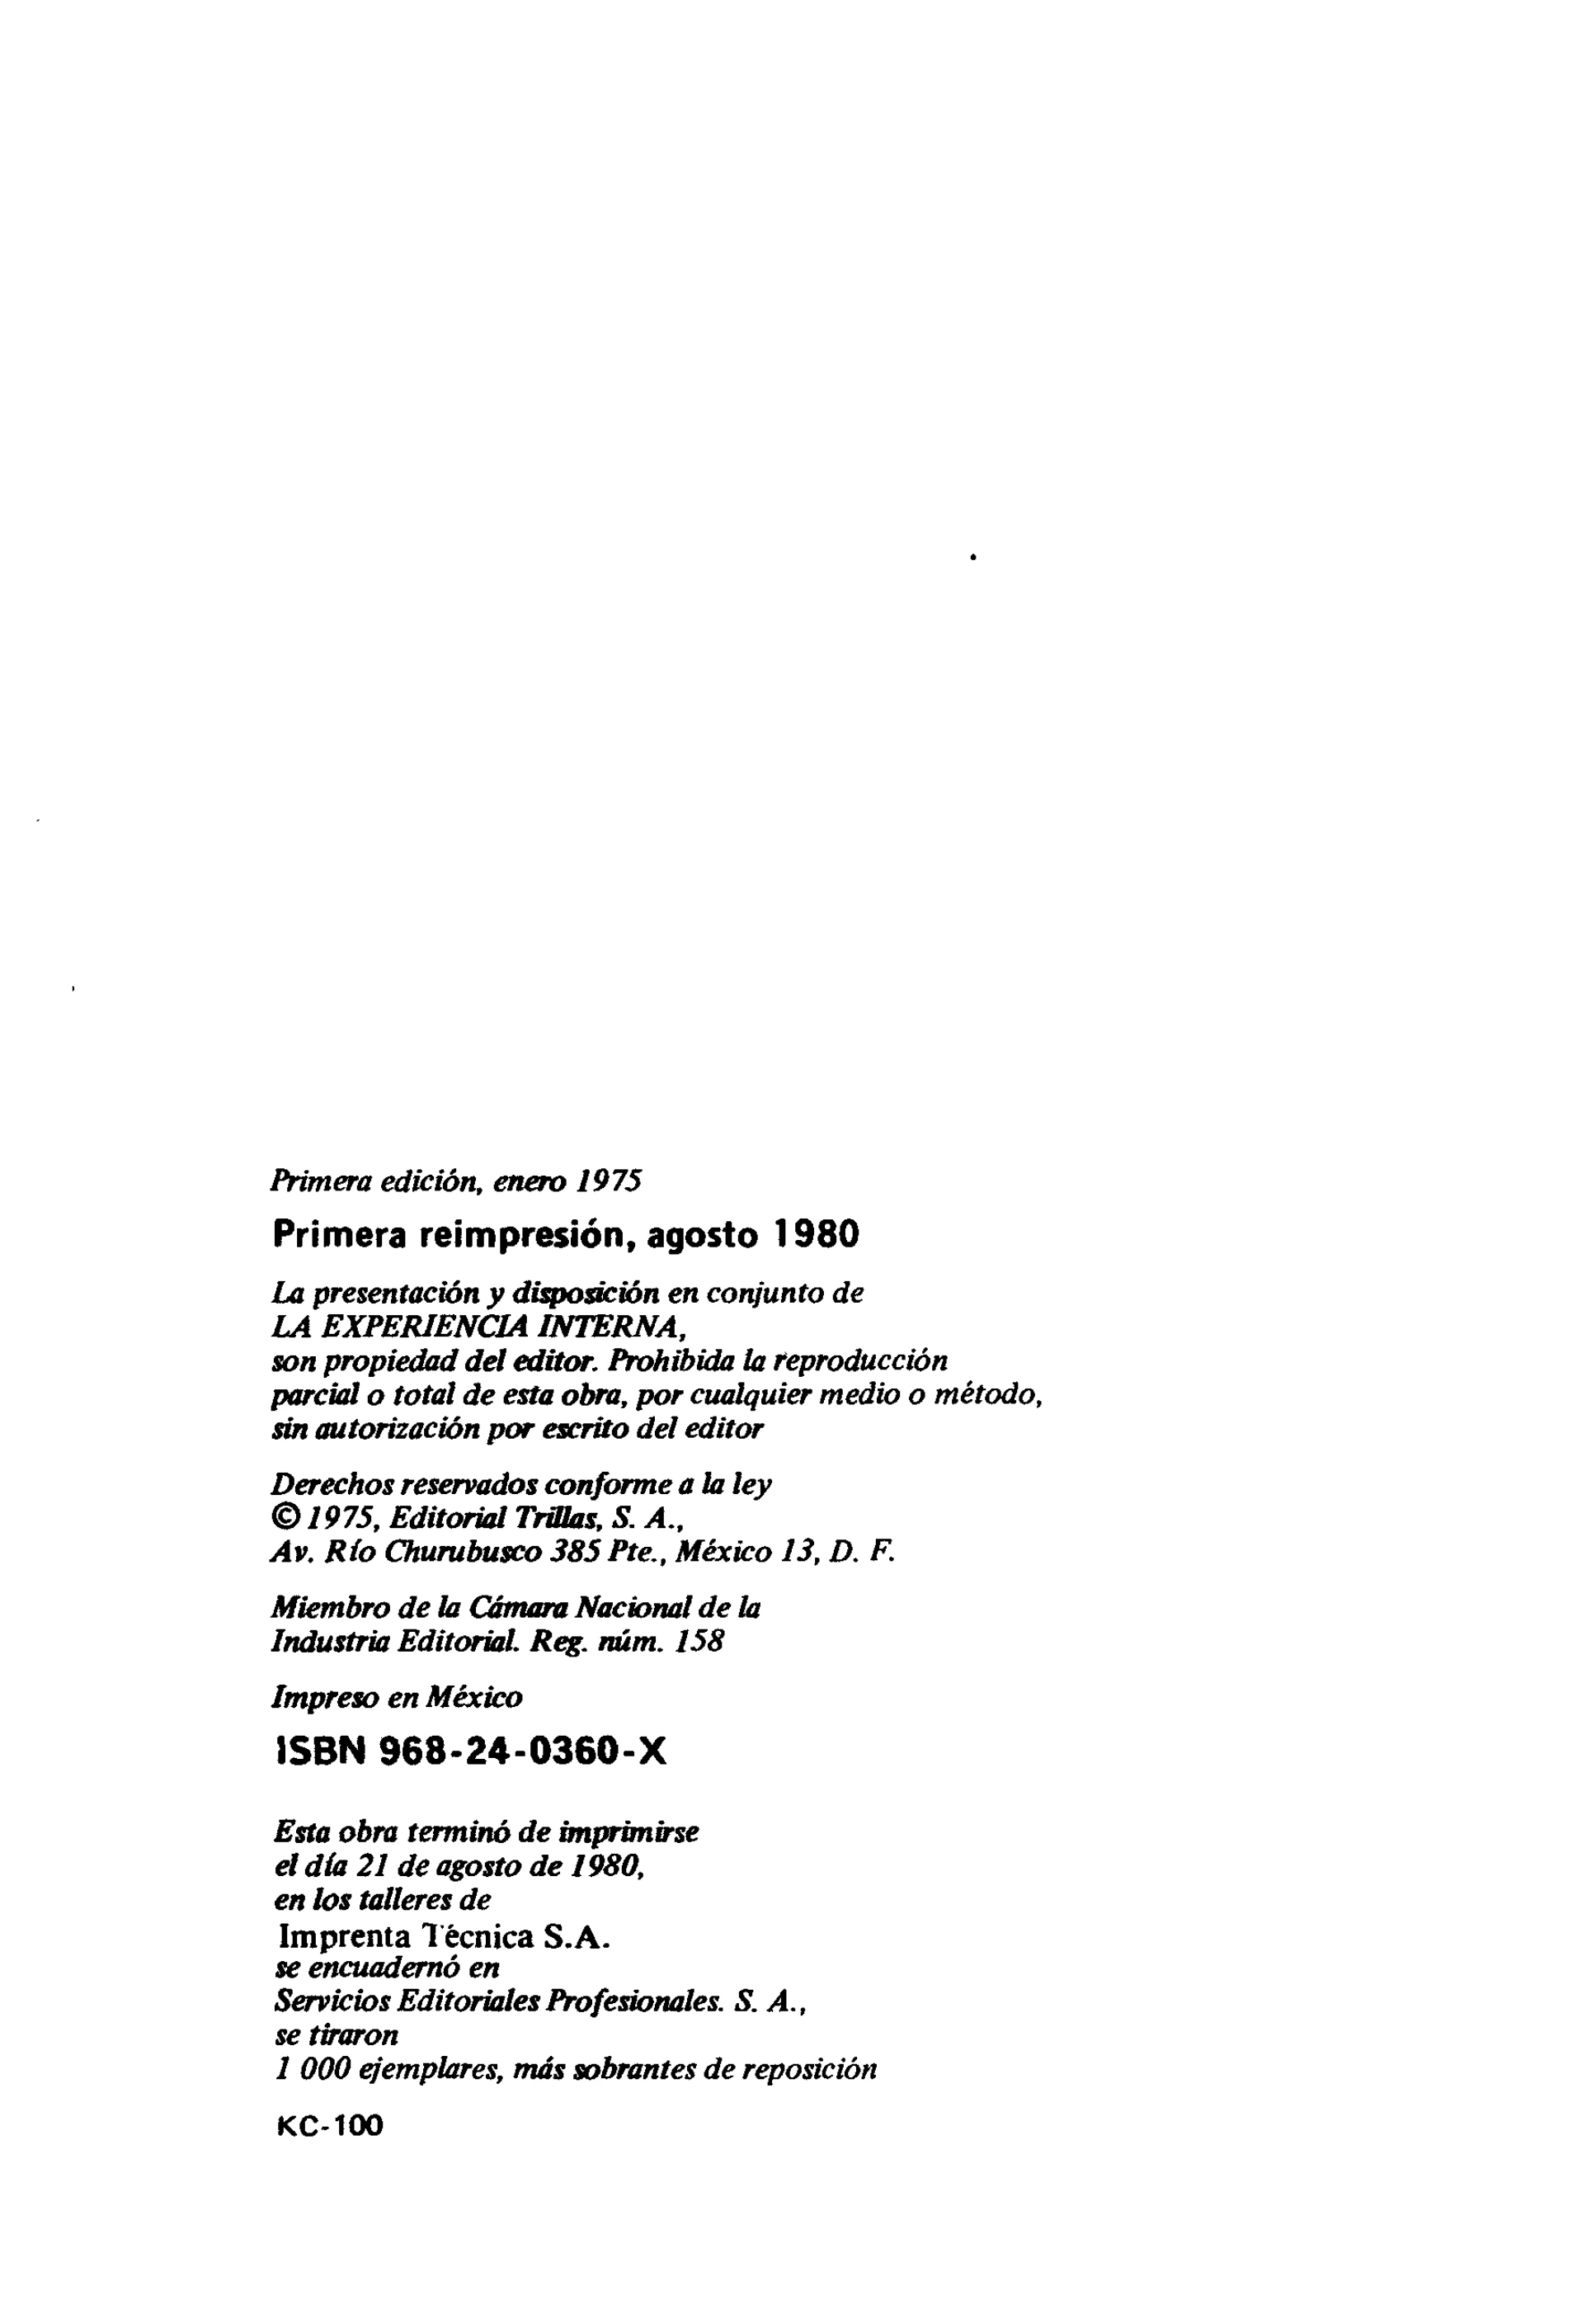 Primera edición, enero 1975
Primera reimpresión, agosto 1980
La presentación y disposición en conjunto de
LA EXPERIENCIA INTERNA,
son propiedad del editor. Prohibida la reproducción
parcial o total de esta obra, por cualquier medio o método,
sin autorización por escrito del editor
Derechos reservados conforme a la ley
© 1975, Editorial Trillas, S. A.,
Av. Río Churubusco 385 Pte., México 13, D. F.
Miembro de la Cámara Nacional de la
Industria Editorial. Reg. núm. 158
Impreso en México
ISBN 968-24-0360-X
Esta obra terminó de imprimirse
el día 21 de agosto de 1980,
en los talleres de
Imprenta Técnica S.A.
se encuadernó en
Servicios Editoriales Profesionales. S. A.,
se tiraron
1 000 ejemplares, más sobrantes de reposición
KC-100